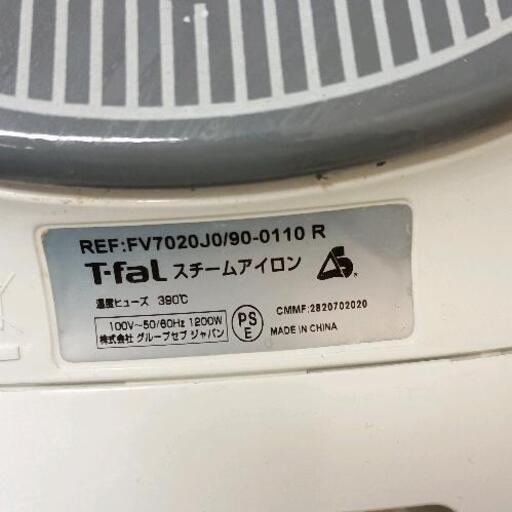 REF:FV7020J0/90-0110 R
T-fal スチームアイロン
温度ヒューズ 390℃
100V～50/60Hz 1200W
株式会社 グループセブ ジャパン
PS
E
CMMF:2820702020
MADE IN CHINA